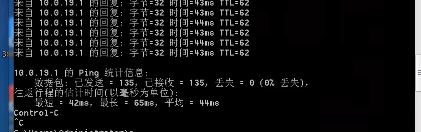 来自 10.0.19.1 的回复: 字节=32 时间=43ms TTL=62
来自 10.0.19.1 的回复: 字节=32 时间=43ms TTL=62
来自 10.0.19.1 的回复: 字节=32 时间=43ms TTL=62
来自 10.0.19.1 的回复: 字节=32 时间=44ms TTL=62
来自 10.0.19.1 的回复: 字节=32 时间=43ms TTL=62
10.0.19.1 的 Ping 统计信息:
数据包: 已发送 = 135，已接收 = 135，丢失 = 0 (0% 丢失)，
往返行程的估计时间(以毫秒为单位):
最短 = 42ms，最长 = 65ms，平均 = 44ms
Control-C
^C